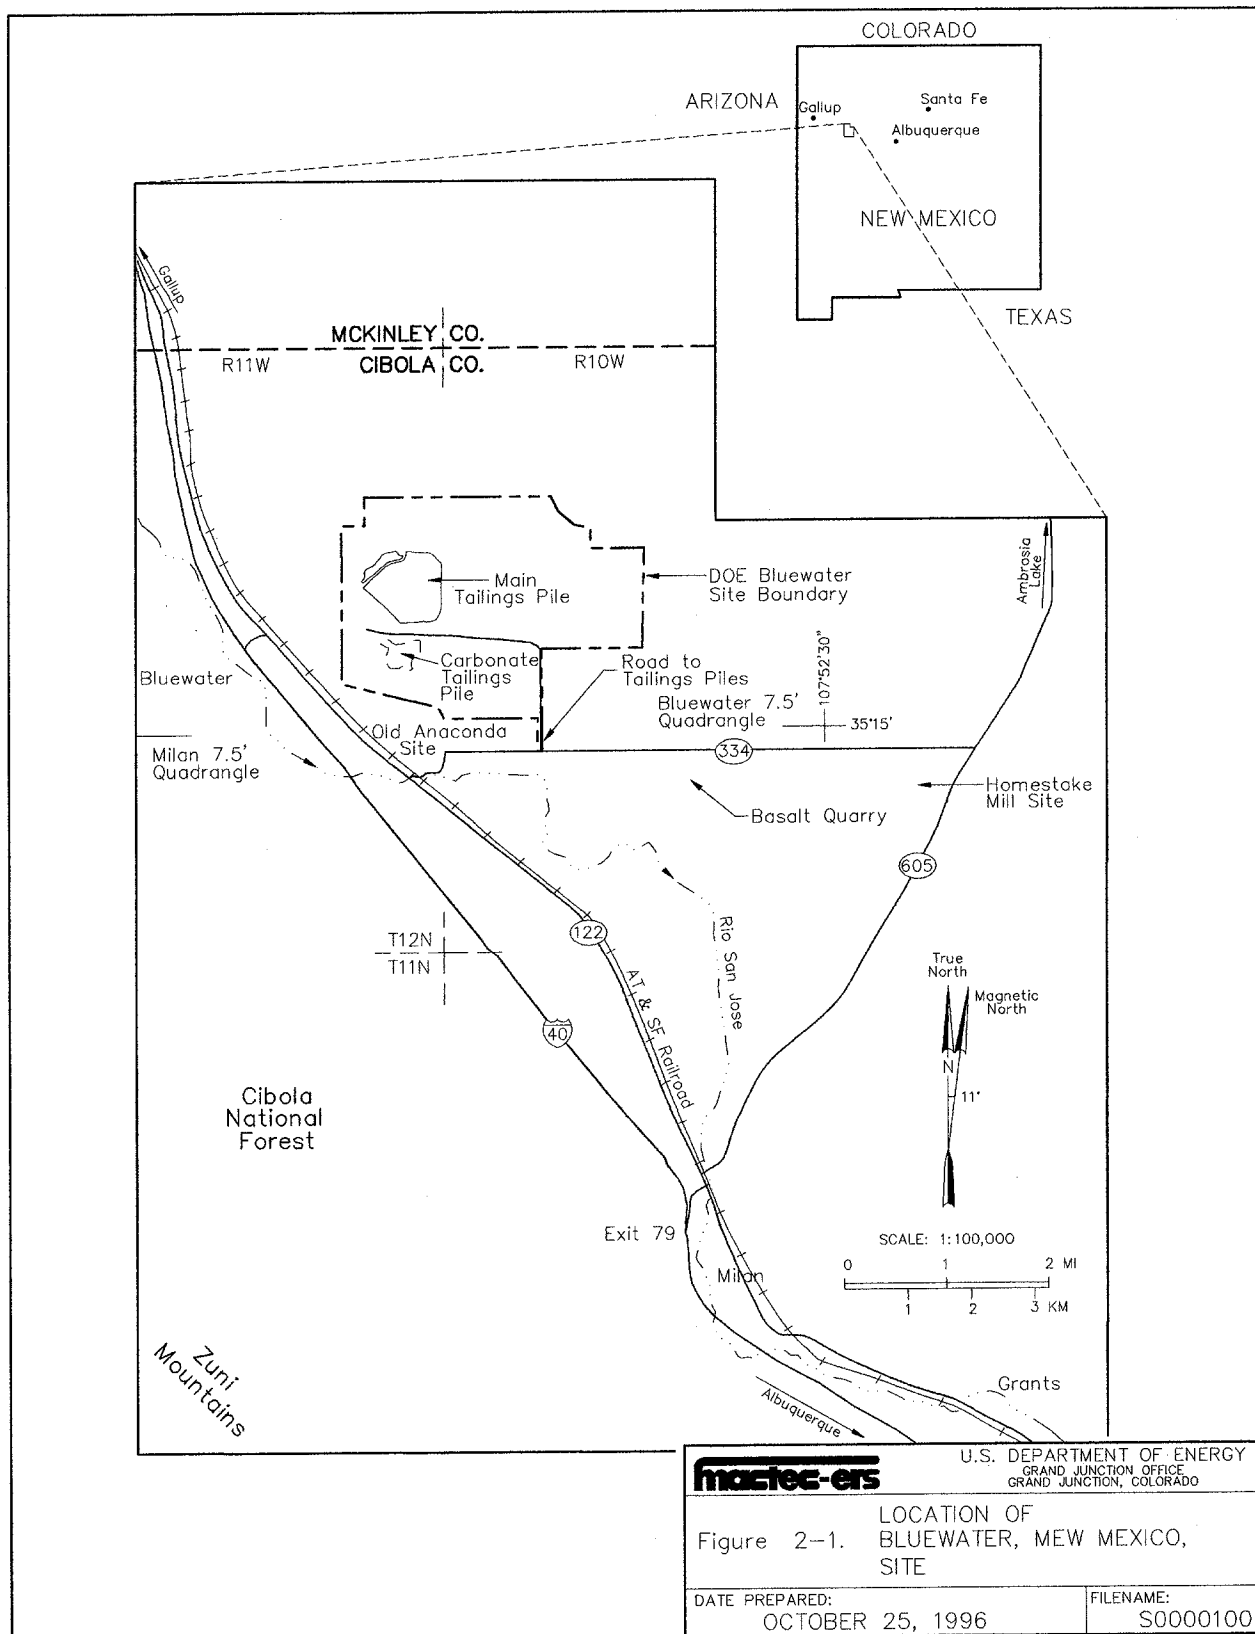 COLORADO
ARIZONA
Gallup
Santa Fe
Albuquerque
NEW MEXICO
TEXAS
Gallup
MCKINLEY CO.
CIBOLA CO.
R11W
R10W
Ambrosia
Lake
Main
Tailings Pile
DOE Bluewater
Site Boundary
Carbonate
Tailings
Pile
Road to
Tailings Piles
107°52'30"
Bluewater
Bluewater 7.5'
Quadrangle
35°15'
Old Anaconda
Site
334
Milan 7.5'
Quadrangle
Homestake
Mill Site
Basalt Quarry
605
122
T12N
T11N
Rio San Jose
True
North
Magnetic
North
AT, & SF Railroad
40
N
11°
Cibola
National
Forest
Exit 79
SCALE: 1:100,000
0 1 2 MI
1 2 3 KM
Milan
Zuni
Mountains
Grants
Albuquerque
mactec-ers
U.S. DEPARTMENT OF ENERGY
GRAND JUNCTION OFFICE
GRAND JUNCTION, COLORADO
Figure 2-1.
LOCATION OF
BLUEWATER, MEW MEXICO,
SITE
DATE PREPARED:
OCTOBER 25, 1996
FILENAME:
S0000100